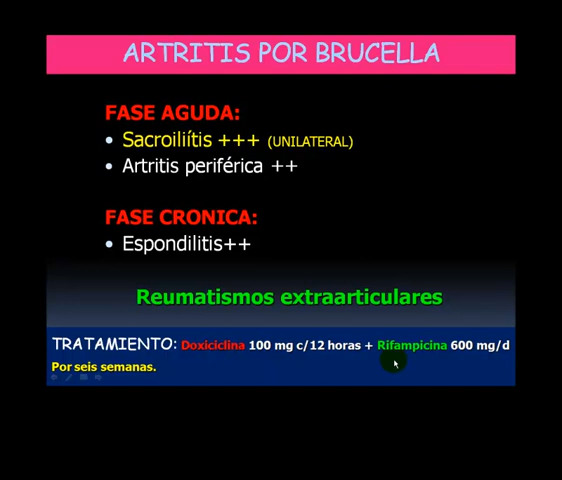 ARTRITIS POR BRUCELLA
FASE AGUDA:
• Sacroiliítis +++ (UNILATERAL)
• Artritis periférica ++
FASE CRONICA:
• Espondilitis++
Reumatismos extraarticulares
TRATAMIENTO: Doxiciclina 100 mg c/12 horas + Rifampicina 600 mg/d
Por seis semanas.